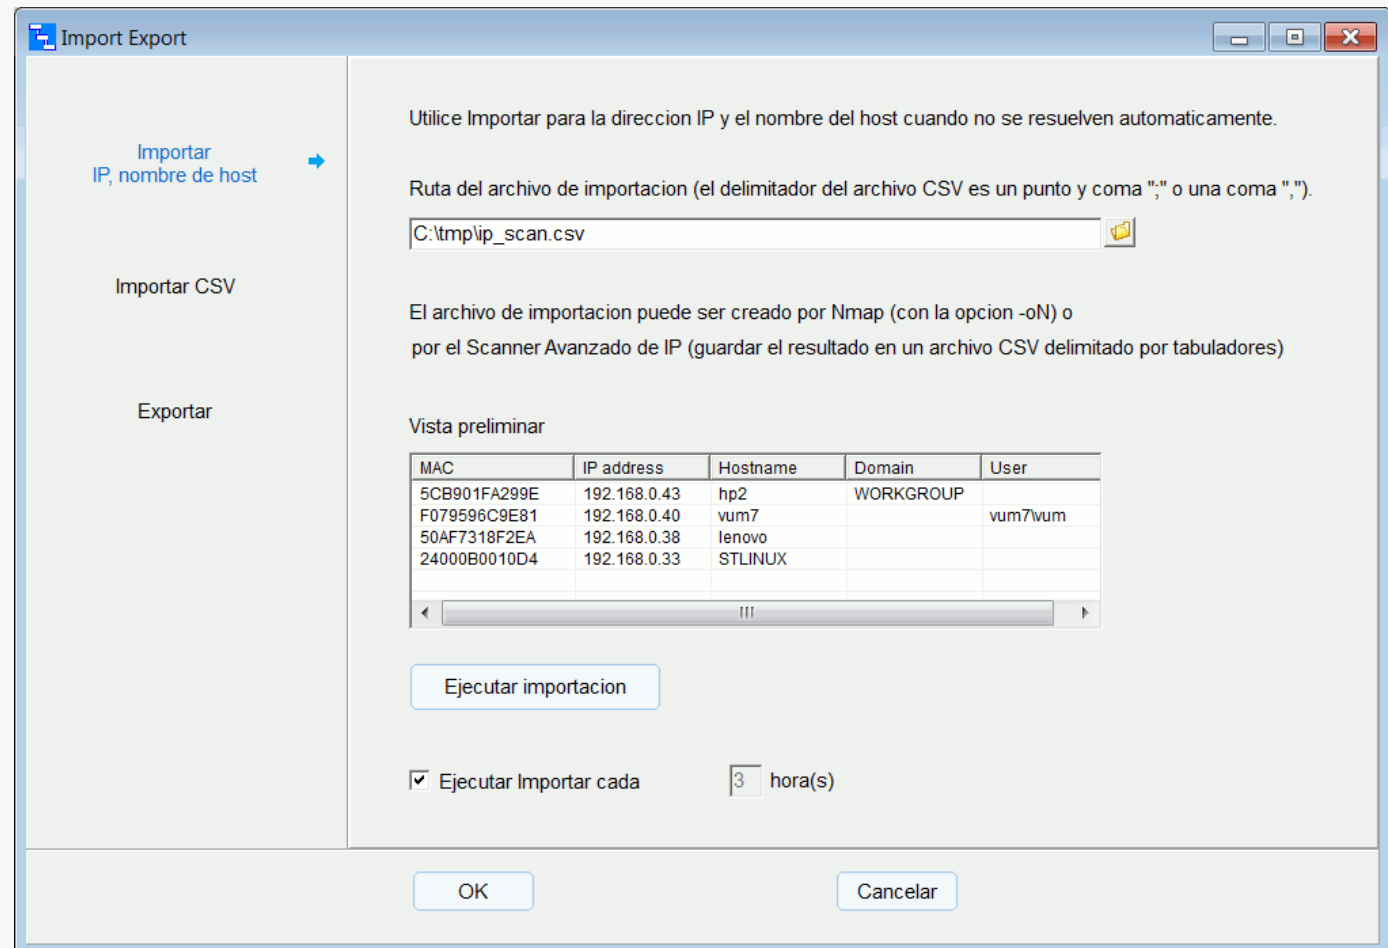 Import Export
Utilice Importar para la direccion IP y el nombre del host cuando no se resuelven automaticamente.
Importar
IP, nombre de host
Ruta del archivo de importacion (el delimitador del archivo CSV es un punto y coma ";" o una coma ",").
C:\tmp\ip_scan.csv
Importar CSV
El archivo de importacion puede ser creado por Nmap (con la opcion -oN) o
por el Scanner Avanzado de IP (guardar el resultado en un archivo CSV delimitado por tabuladores)
Exportar
Vista preliminar
MAC IP address Hostname Domain User
5CB901FA299E 192.168.0.43 hp2 WORKGROUP
F079596C9E81 192.168.0.40 vum7 vum7\vum
50AF7318F2EA 192.168.0.38 lenovo
24000B0010D4 192.168.0.33 STLINUX
Ejecutar importacion
Ejecutar Importar cada 3 hora(s)
OK Cancelar